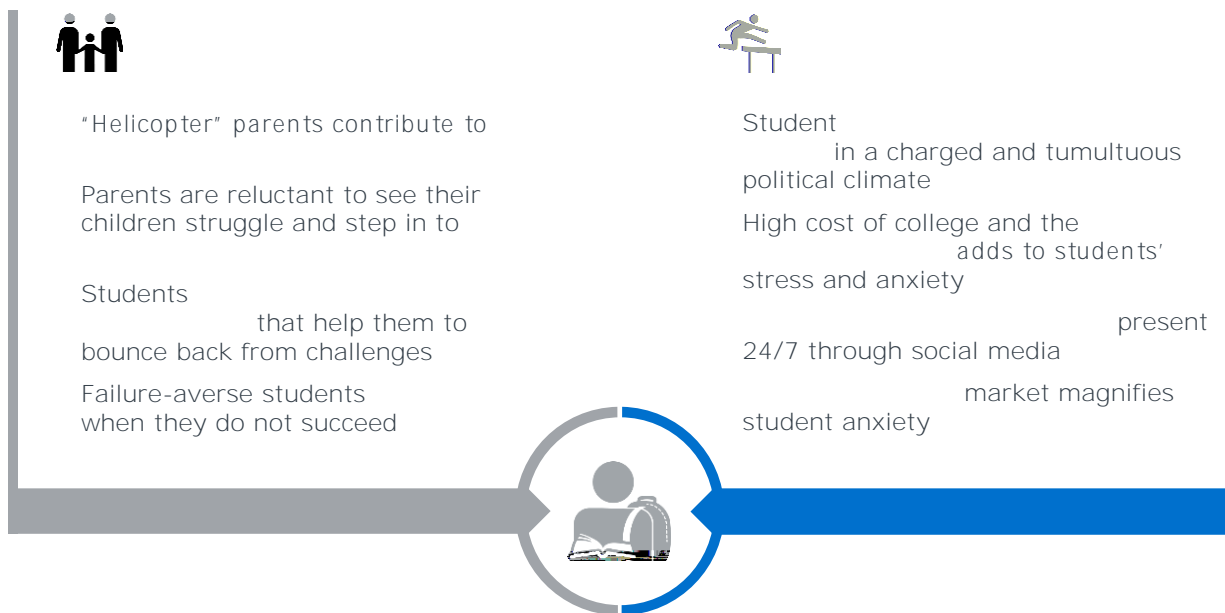 “Helicopter” parents contribute to
Parents are reluctant to see their
children struggle and step in to
Students
that help them to
bounce back from challenges
Failure-averse students
when they do not succeed
Student
in a charged and tumultuous
political climate
High cost of college and the
adds to students’
stress and anxiety
present
24/7 through social media
market magnifies
student anxiety